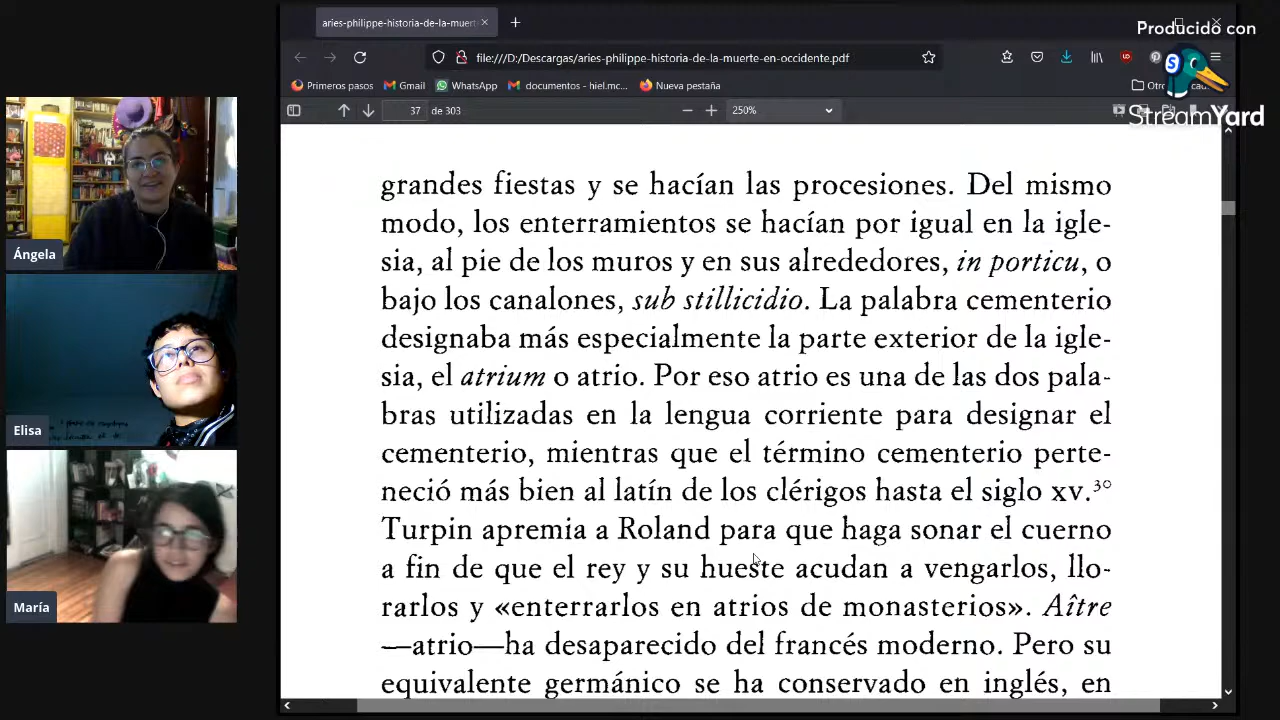 aries-philippe-historia-de-la-muerte
Producido con
StreamYard
file:///D:/Descargas/aries-philippe-historia-de-la-muerte-en-occidente.pdf
Primeros pasos
Gmail
WhatsApp
documentos - hiel.mc...
Nueva pestaña
37 de 303
250%
grandes fiestas y se hacían las procesiones. Del mismo
modo, los enterramientos se hacían por igual en la igle-
sia, al pie de los muros y en sus alrededores, in porticu, o
bajo los canalones, sub stillicidio. La palabra cementerio
designaba más especialmente la parte exterior de la igle-
sia, el atrium o atrio. Por eso atrio es una de las dos pala-
bras utilizadas en la lengua corriente para designar el
cementerio, mientras que el término cementerio perte-
neció más bien al latín de los clérigos hasta el siglo XV.³⁰
Turpin apremia a Roland para que haga sonar el cuerno
a fin de que el rey y su hueste acudan a vengarlos, llo-
rarlos y «enterrarlos en atrios de monasterios». Aître
—atrio—ha desaparecido del francés moderno. Pero su
equivalente germánico se ha conservado en inglés, en
Ángela
Elisa
María